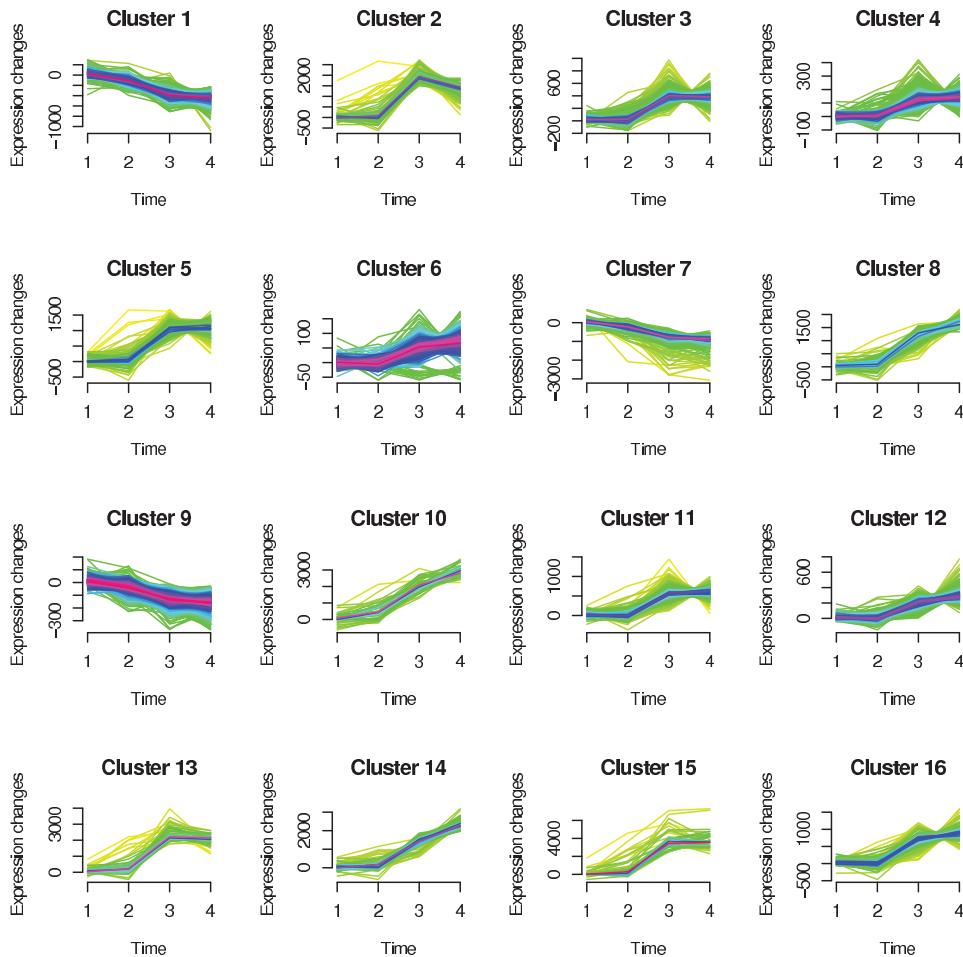 Cluster 1
Expression changes
0
−1000
1 2 3 4
Time
Cluster 2
Expression changes
2000
−500
1 2 3 4
Time
Cluster 3
Expression changes
600
−200
1 2 3 4
Time
Cluster 4
Expression changes
300
−100
1 2 3 4
Time
Cluster 5
Expression changes
1500
−500
1 2 3 4
Time
Cluster 6
Expression changes
100
−50
1 2 3 4
Time
Cluster 7
Expression changes
0
−3000
1 2 3 4
Time
Cluster 8
Expression changes
1500
−500
1 2 3 4
Time
Cluster 9
Expression changes
0
−300
1 2 3 4
Time
Cluster 10
Expression changes
3000
0
1 2 3 4
Time
Cluster 11
Expression changes
1000
0
1 2 3 4
Time
Cluster 12
Expression changes
600
0
1 2 3 4
Time
Cluster 13
Expression changes
3000
0
1 2 3 4
Time
Cluster 14
Expression changes
2000
0
1 2 3 4
Time
Cluster 15
Expression changes
4000
0
1 2 3 4
Time
Cluster 16
Expression changes
1000
−500
1 2 3 4
Time